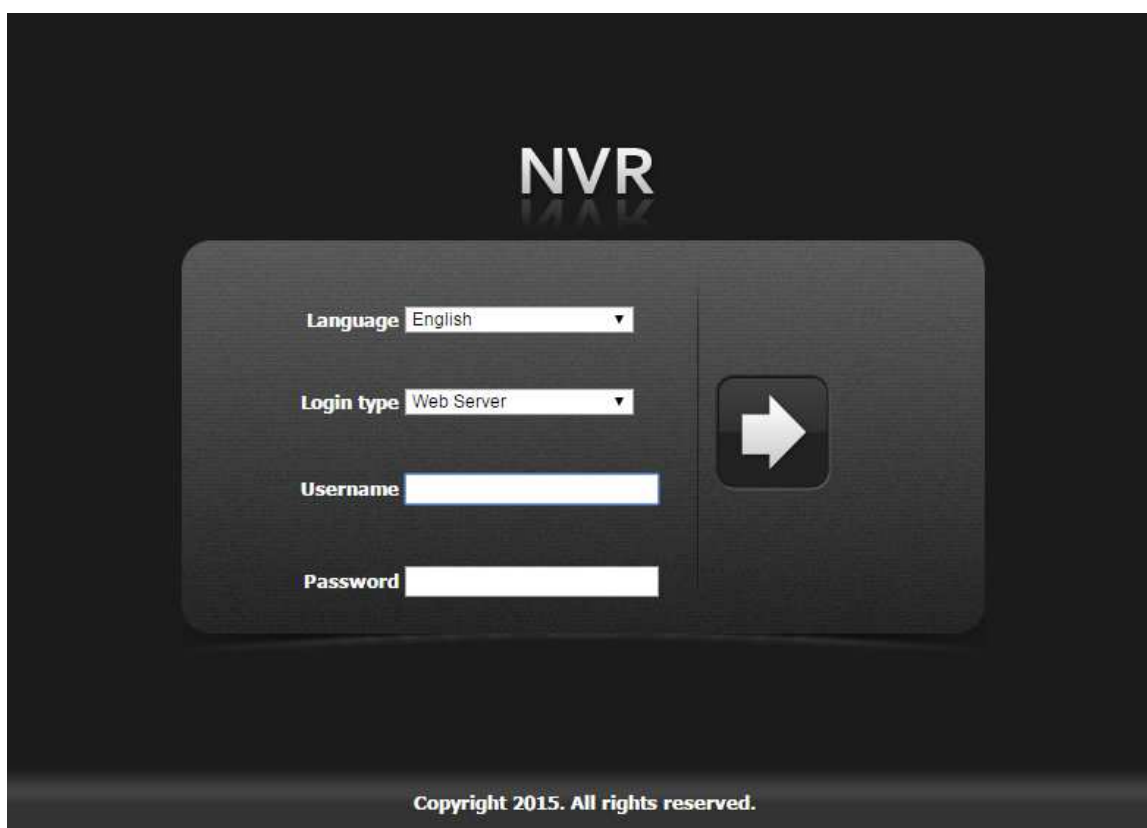 NVR
Language English
Login type Web Server
Username
Password
Copyright 2015. All rights reserved.